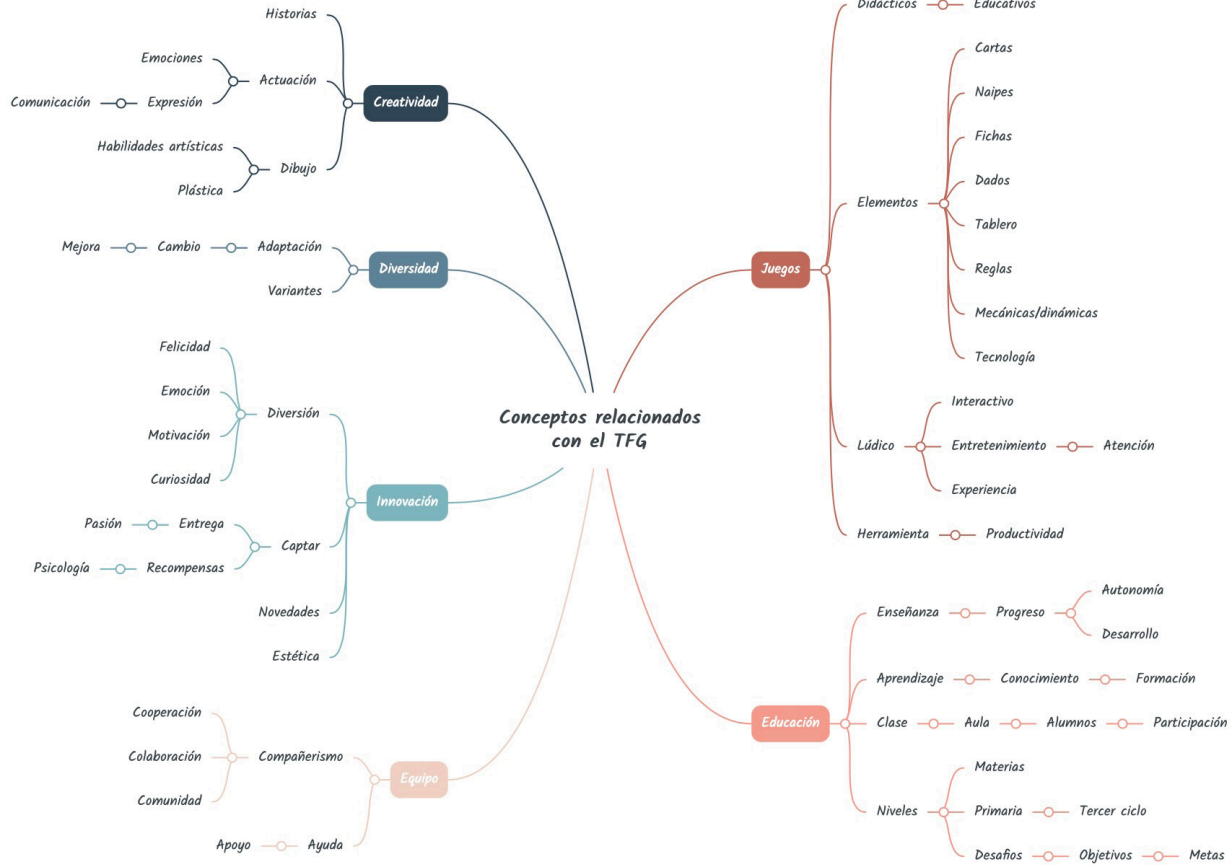 Conceptos relacionados
con el TFG
Creatividad
Historias
Actuación
Emociones
Expresión
Comunicación
Dibujo
Habilidades artísticas
Plástica
Diversidad
Adaptación
Cambio
Mejora
Variantes
Innovación
Diversión
Felicidad
Emoción
Motivación
Curiosidad
Captar
Entrega
Pasión
Recompensas
Psicología
Novedades
Estética
Equipo
Compañerismo
Cooperación
Colaboración
Comunidad
Ayuda
Apoyo
Juegos
Didácticos
Educativos
Elementos
Cartas
Naipes
Fichas
Dados
Tablero
Reglas
Mecánicas/dinámicas
Tecnología
Lúdico
Interactivo
Entretenimiento
Atención
Experiencia
Herramienta
Productividad
Educación
Enseñanza
Progreso
Autonomía
Desarrollo
Aprendizaje
Conocimiento
Formación
Clase
Aula
Alumnos
Participación
Niveles
Materias
Primaria
Tercer ciclo
Desafíos
Objetivos
Metas